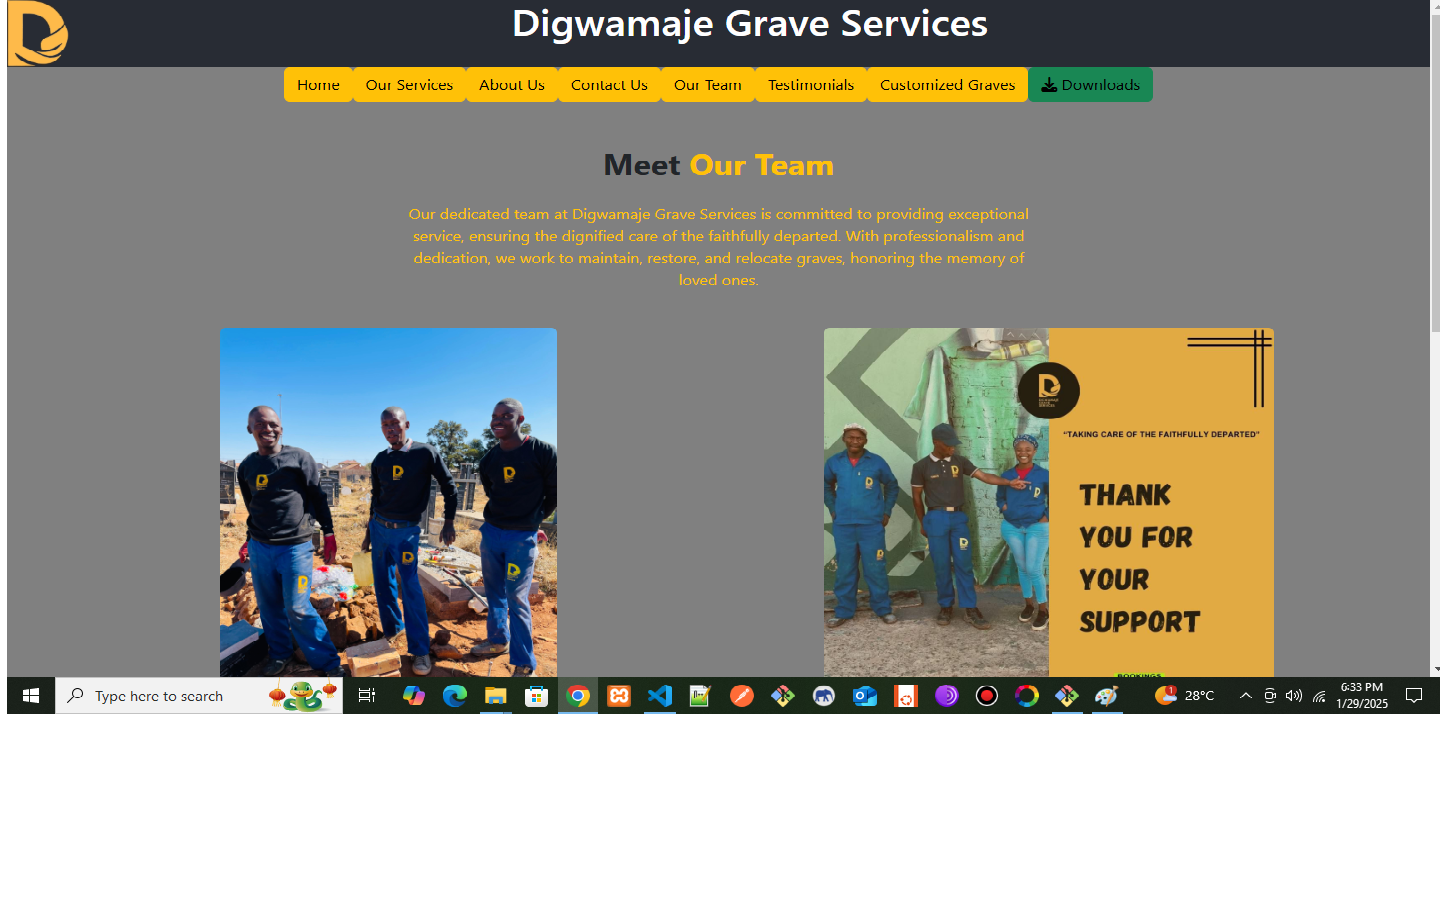 Digwamaje Grave Services
Home Our Services About Us Contact Us Our Team Testimonials Customized Graves Downloads
Meet Our Team
Our dedicated team at Digwamaje Grave Services is committed to providing exceptional
service, ensuring the dignified care of the faithfully departed. With professionalism and
dedication, we work to maintain, restore, and relocate graves, honoring the memory of
loved ones.
"TAKING CARE OF THE FAITHFULLY DEPARTED"
THANK
YOU FOR
YOUR
SUPPORT
BOOKINGS
Type here to search
1
28°C
6:33 PM
1/29/2025